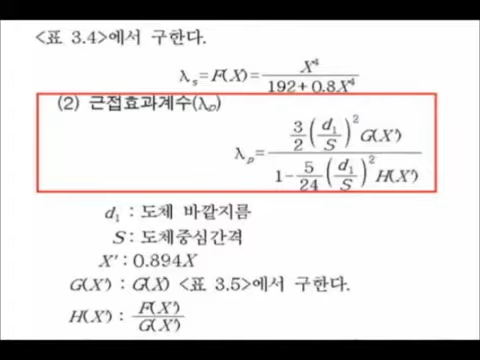 <표 3.4>에서 구한다.
λs=F(X)=X⁴/(192+0.8X⁴)
(2) 근접효과계수(λp)
λp=(3/2(d₁/S)²G(X'))/(1-5/24(d₁/S)²H(X'))
d₁ : 도체 바깥지름
S : 도체중심간격
X' : 0.894X
G(X') : G(X) <표 3.5>에서 구한다.
H(X') : F(X')/G(X')